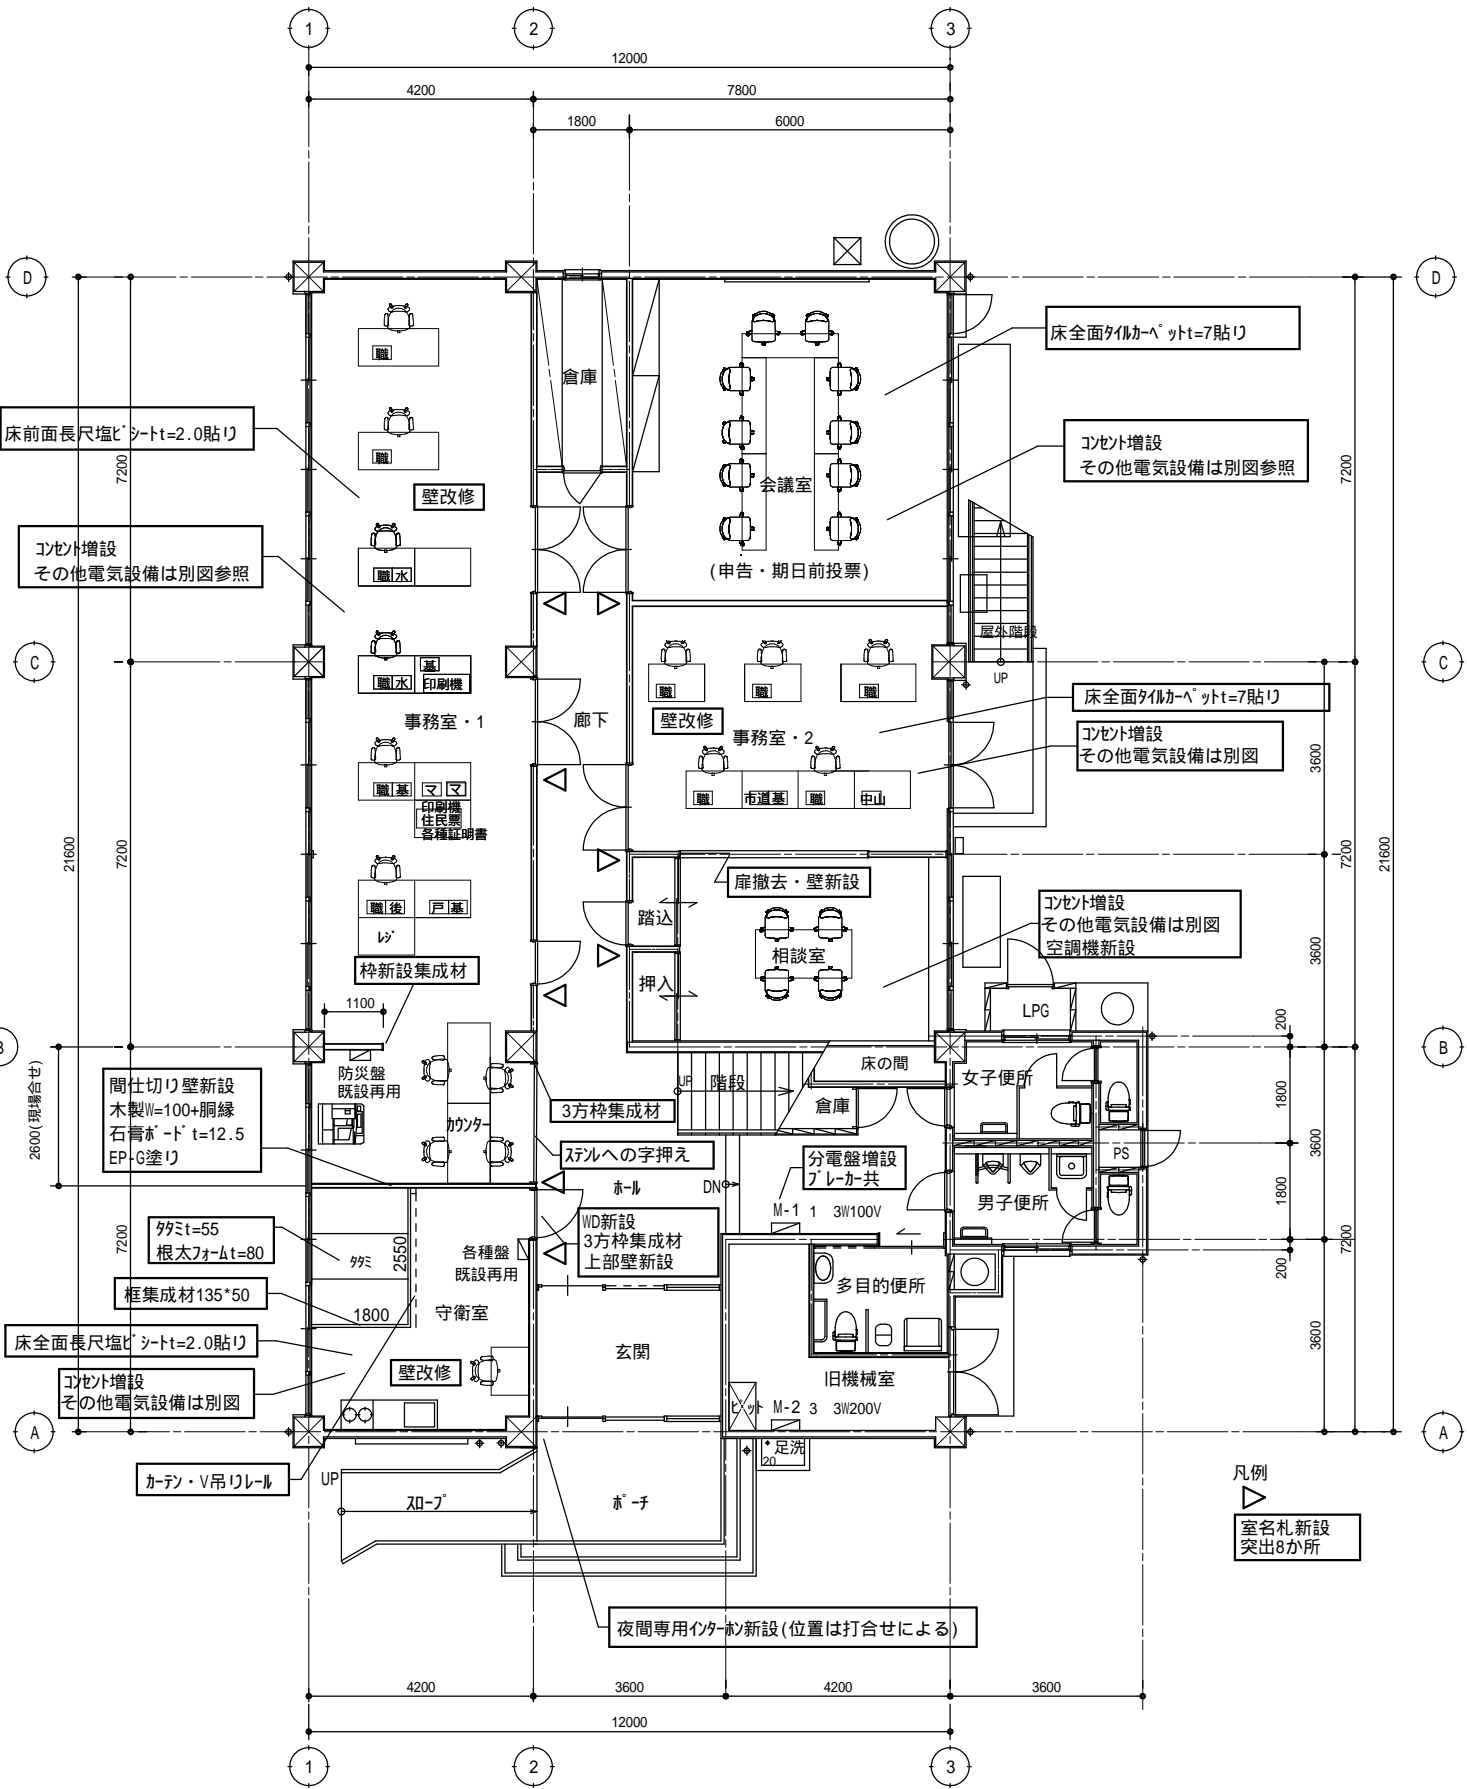 1
2
3
12000
4200
7800
1800
6000
D
D
倉庫
職
職
床前面長尺塩ビシートt=2.0貼り
7200
壁改修
コンセント増設
その他電気設備は別図参照
床全面タイルカーペットt=7貼り
コンセント増設
その他電気設備は別図参照
7200
会議室
(申告・期日前投票)
職水
C
職水
基
印刷機
事務室・1
廊下
屋外階段
UP
C
職
職
職
壁改修
事務室・2
床全面タイルカーペットt=7貼り
コンセント増設
その他電気設備は別図
3600
職
市道基
職
中山
職基
マ
マ
印刷機
住民票
各種証明書
21600
7200
7200
21600
扉撤去・壁新設
職後
戸基
レジ
踏込
押入
相談室
コンセント増設
その他電気設備は別図
空調機新設
3600
枠新設集成材
1100
LPG
200
B
B
2600(現場合せ)
間仕切り壁新設
木製W=100+胴縁
石膏ボードt=12.5
EP-G塗り
防災盤
既設再用
カウンター
3方枠集成材
UP
階段
床の間
倉庫
女子便所
1800
3600
ステンレへの字押え
分電盤増設
ブレーカー共
PS
ホール
DN
M-1 1 3W100V
男子便所
1800
タタミt=55
根太フォームt=80
7200
タタミ
2550
1800
各種盤
既設再用
WD新設
3方枠集成材
上部壁新設
7200
200
框集成材135*50
守衛室
多目的便所
床全面長尺塩ビシートt=2.0貼り
玄関
3600
コンセント増設
その他電気設備は別図
壁改修
旧機械室
ピット
M-2 3 3W200V
A
A
足洗
20
カーテン・V吊りレール
UP
スロープ
ポーチ
凡例
室名札新設
突出8か所
夜間専用インターホン新設(位置は打合せによる)
4200
3600
4200
3600
12000
1
2
3